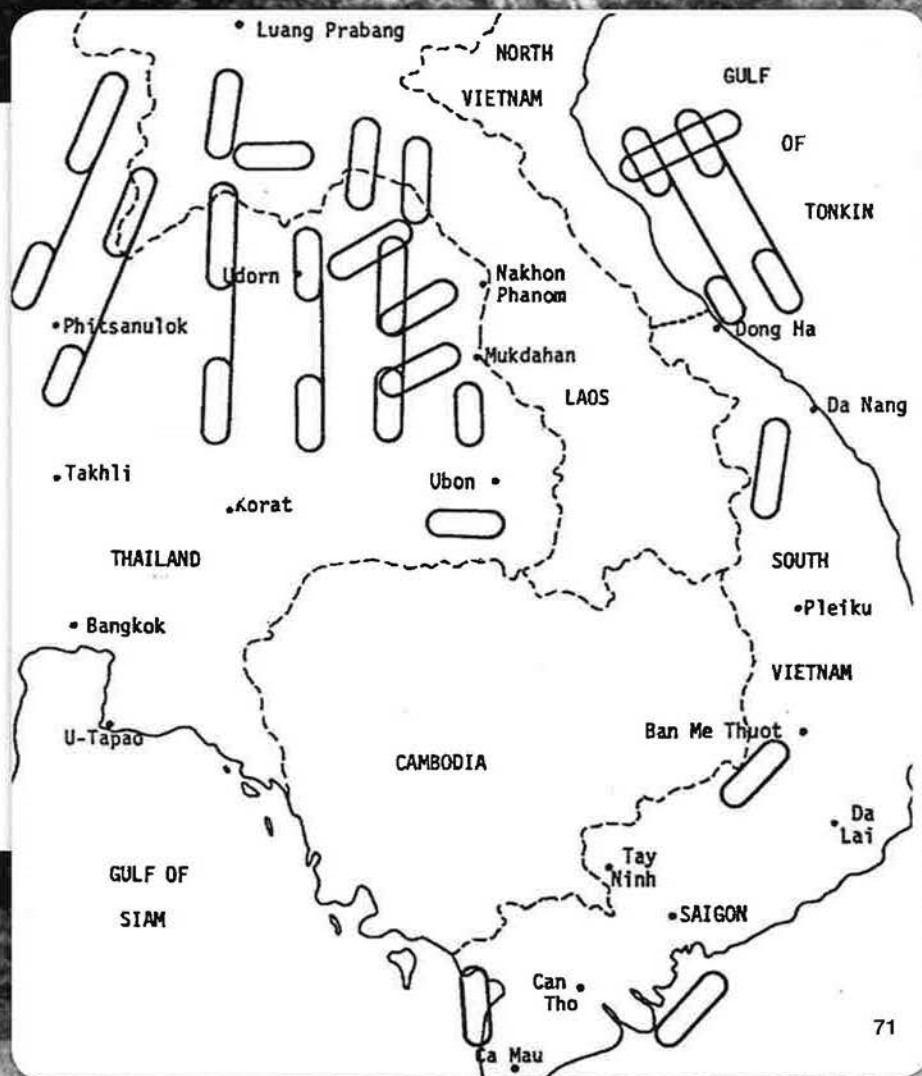 Luang Prabang
NORTH
VIETNAM
GULF
OF
TONKIN
Udorn
Nakhon
Phanom
Phitsanulok
Dong Ha
Mukdahan
LAOS
Da Nang
Takhli
Ubon
Korat
THAILAND
SOUTH
Pleiku
Bangkok
VIETNAM
U-Tapao
Ban Me Thuot
CAMBODIA
Da
Lai
GULF OF
SIAM
Tay
Ninh
SAIGON
Can
Tho
Ca Mau
71